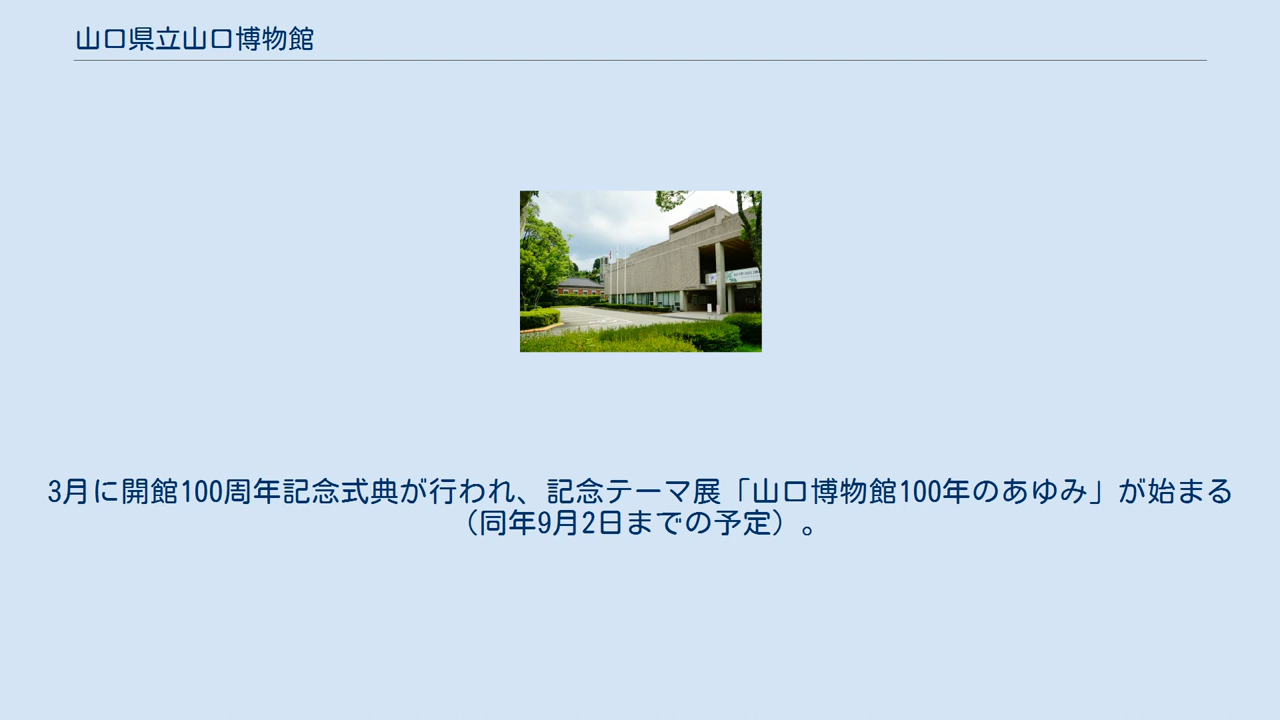 山口県立山口博物館
3月に開館100周年記念式典が行われ、記念テーマ展「山口博物館100年のあゆみ」が始まる
（同年9月2日までの予定）。